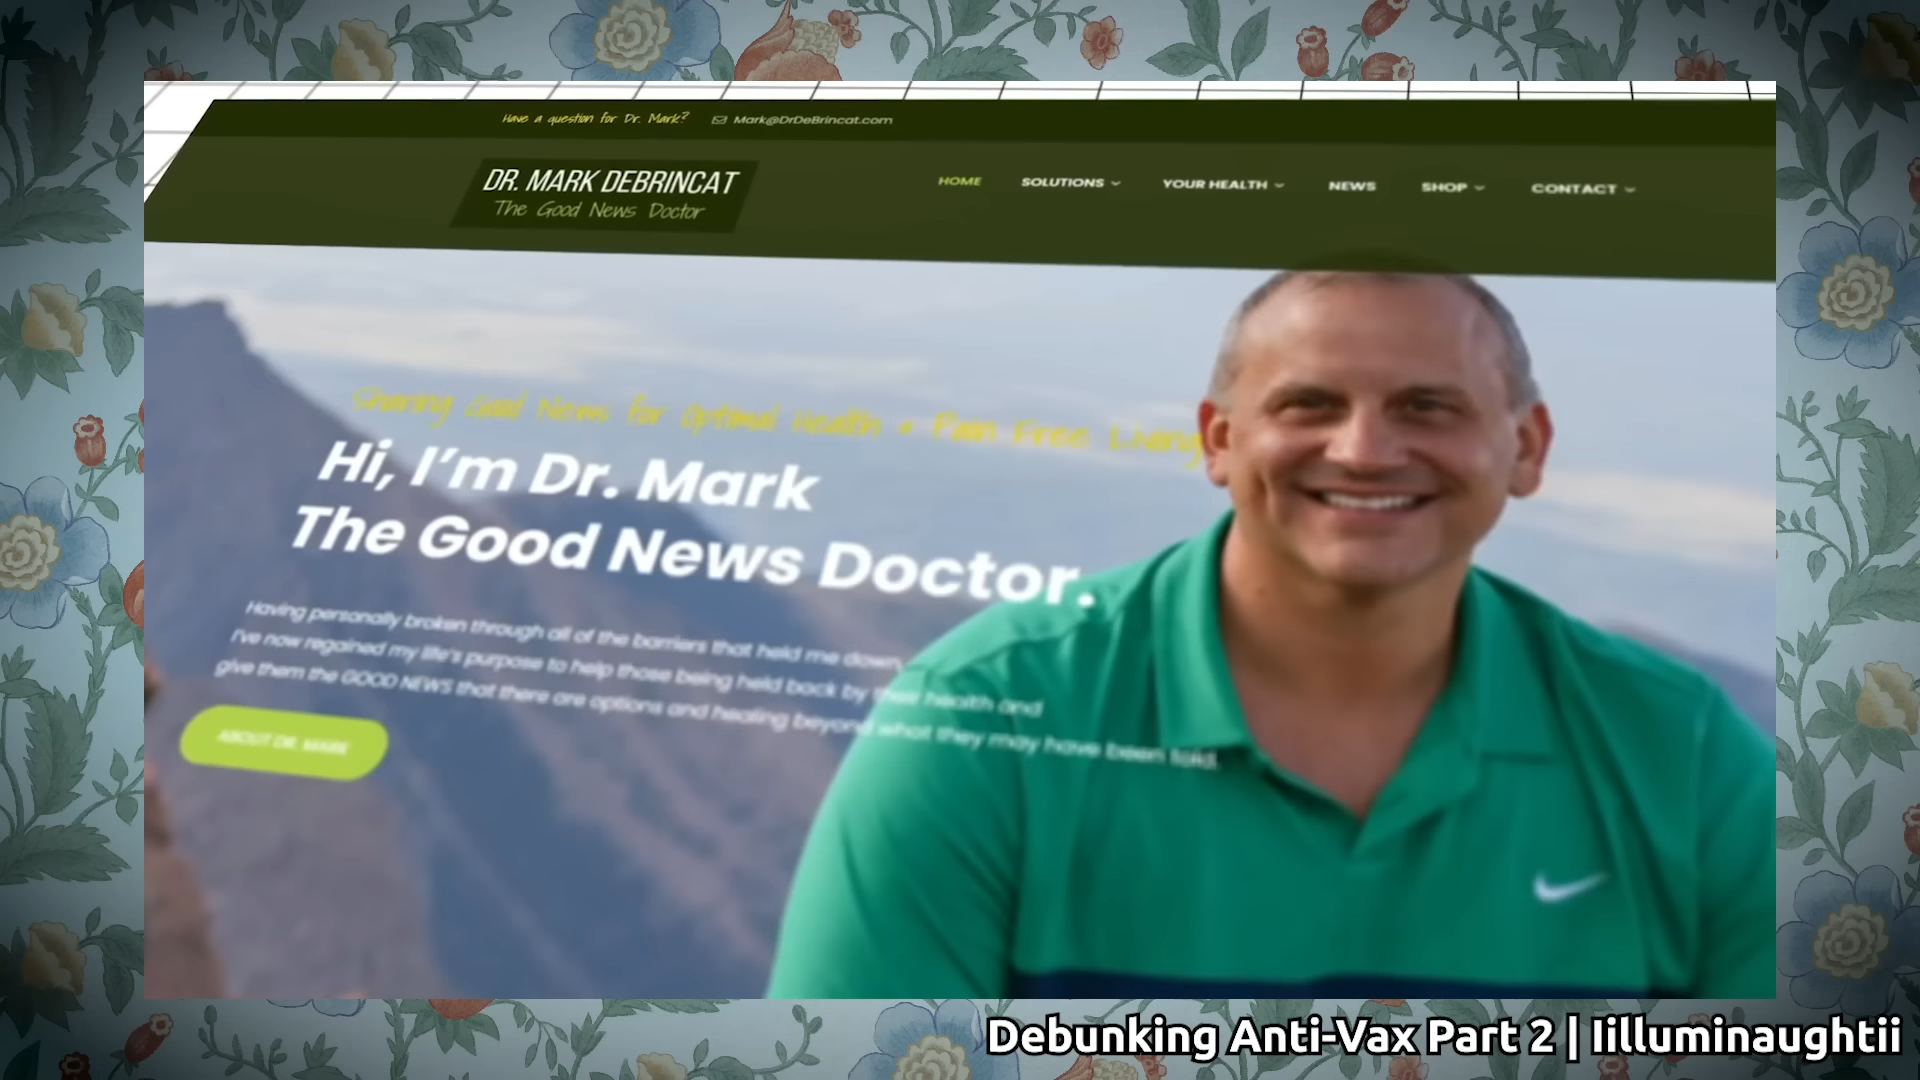 Have a question for Dr. Mark? Mark@DrDeBrincat.com
DR. MARK DEBRINCAT
The Good News Doctor
HOME SOLUTIONS YOUR HEALTH NEWS SHOP CONTACT
Sharing Good News for Optimal Health + Pain Free Living
Hi, I'm Dr. Mark
The Good News Doctor.
Having personally broken through all of the barriers that held me down,
I've now regained my life's purpose to help those being held back by their health and
give them the GOOD NEWS that there are options and healing beyond what they may have been told.
ABOUT DR. MARK
Debunking Anti-Vax Part 2 | Iilluminaughtii